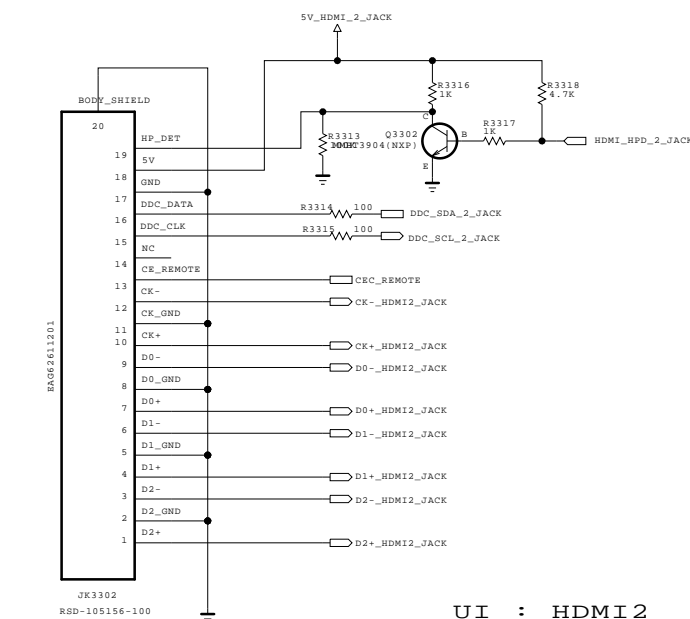 5V_HDMI_2_JACK
R3316
1K
R3318
4.7K
BODY_SHIELD
20
C
R3313
Q3302
MMBT3904(NXP)
B
R3317
1K
HDMI_HPD_2_JACK
E
HP_DET
19
5V
18
GND
17
DDC_DATA
R3314 100
DDC_SDA_2_JACK
16
DDC_CLK
R3315 100
DDC_SCL_2_JACK
15
NC
14
CE_REMOTE
CEC_REMOTE
13
CK-
CK-_HDMI2_JACK
12
CK_GND
11
10
CK+
CK+_HDMI2_JACK
9
D0-
D0-_HDMI2_JACK
8
D0_GND
7
D0+
D0+_HDMI2_JACK
6
D1-
D1-_HDMI2_JACK
5
D1_GND
4
D1+
D1+_HDMI2_JACK
3
D2-
D2-_HDMI2_JACK
2
D2_GND
1
D2+
D2+_HDMI2_JACK
EAG62611201
JK3302
RSD-105156-100
UI : HDMI2